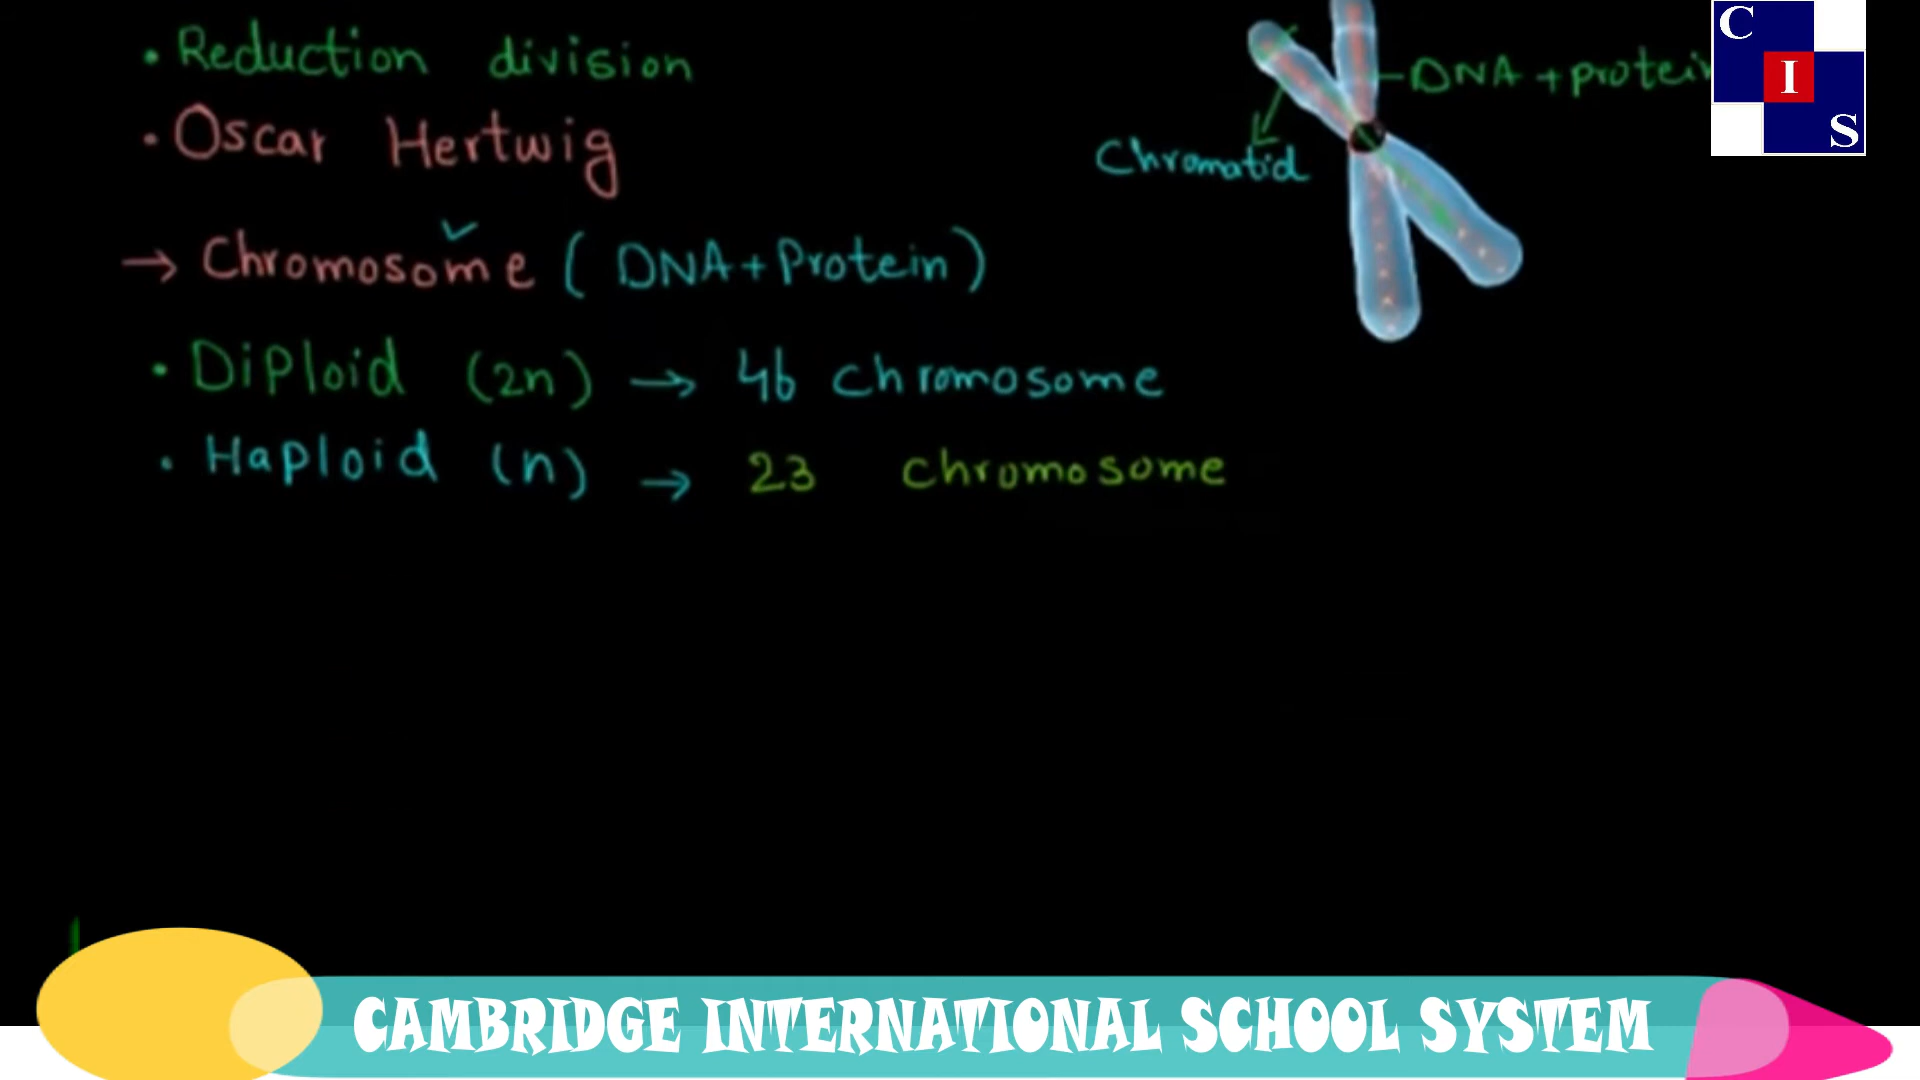 • Reduction division
• Oscar Hertwig
→ Chromosome (DNA+Protein)
• Diploid (2n) → 46 chromosome
• Haploid (n) → 23 chromosome
DNA + protein
Chromatid
C
I
S
CAMBRIDGE INTERNATIONAL SCHOOL SYSTEM